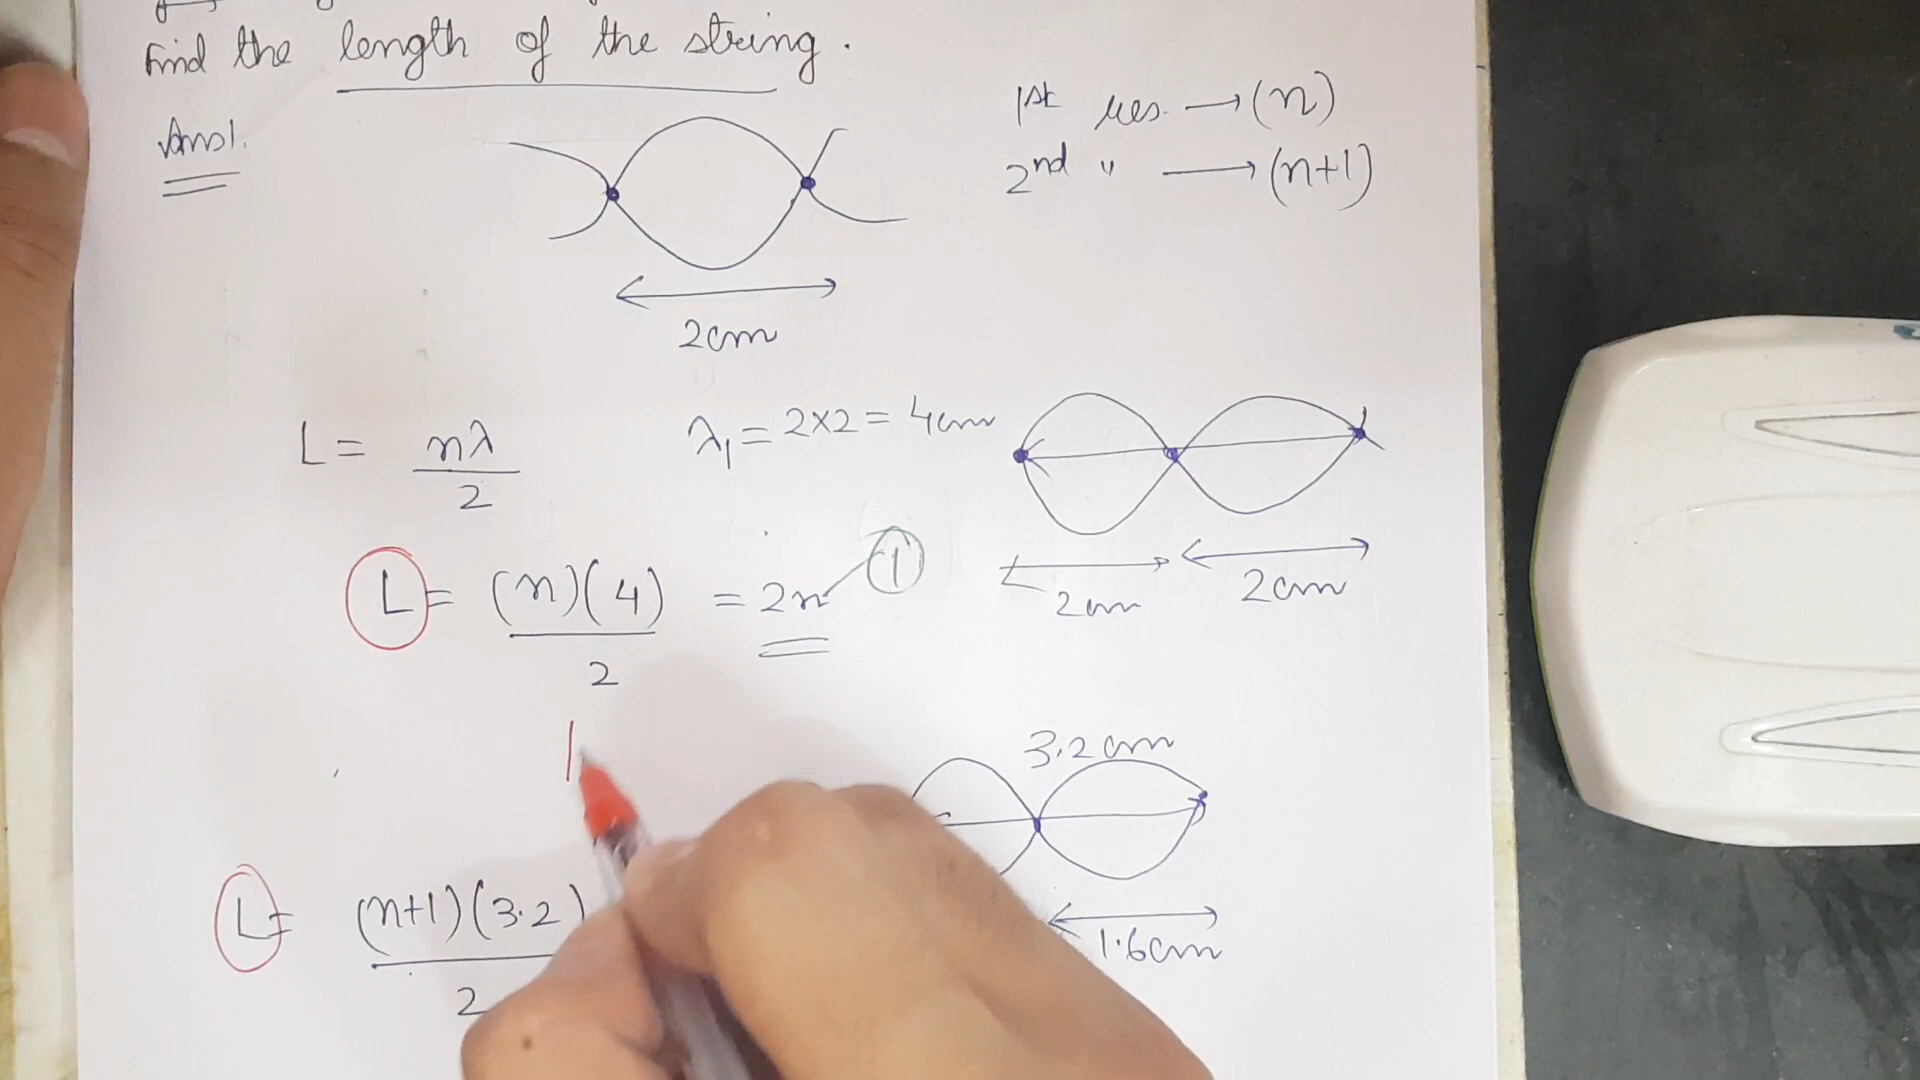 Find the length of the string.
Ans1.
1st res. → (n)
2nd " → (n+1)
2cm
L = nλ/2
λ₁ = 2×2 = 4cm
L = (n)(4)/2 = 2n
1
2cm
2cm
3.2cm
L = (n+1)(3.2)/2
1.6cm